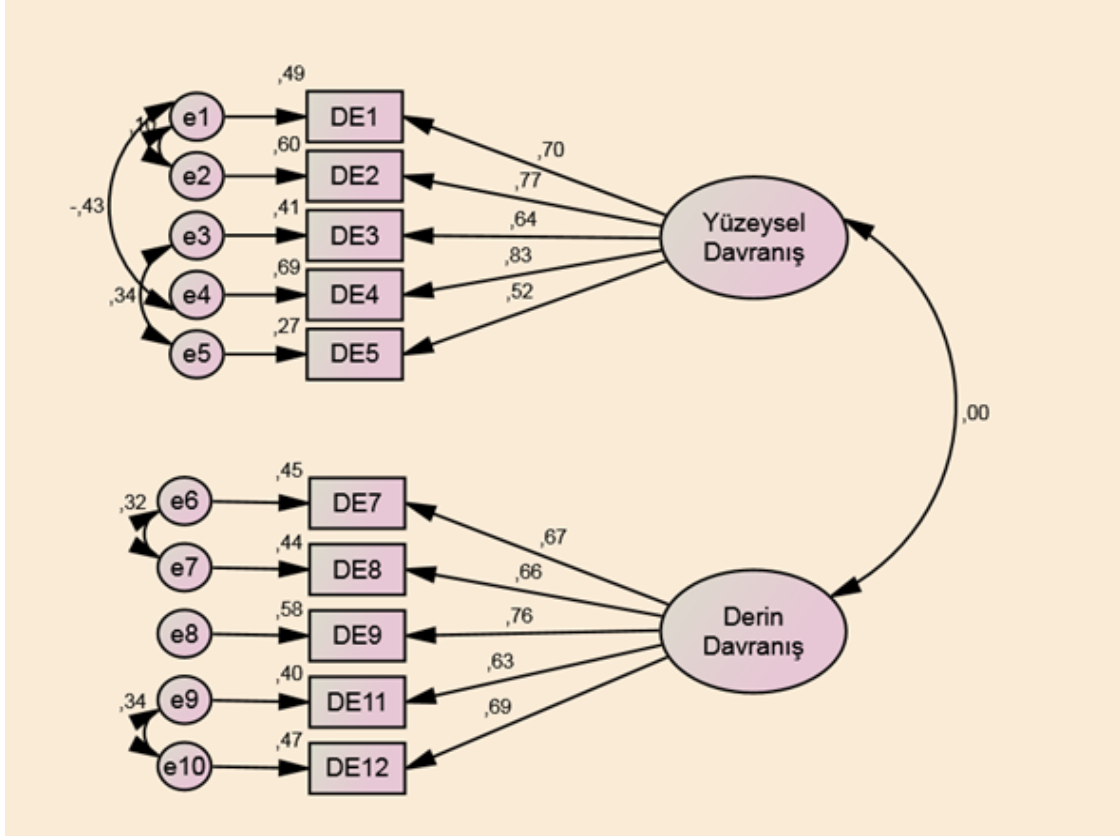 ,49
e1
DE1
,70
,60
e2
DE2
,77
-,43
,41
e3
DE3
,64
Yüzeysel
Davranış
,69
e4
DE4
,83
,34
,27
e5
DE5
,52
,00
,45
e6
DE7
,67
,32
,44
e7
DE8
,66
,58
e8
DE9
,76
Derin
Davranış
,40
e9
DE11
,63
,34
,47
e10
DE12
,69